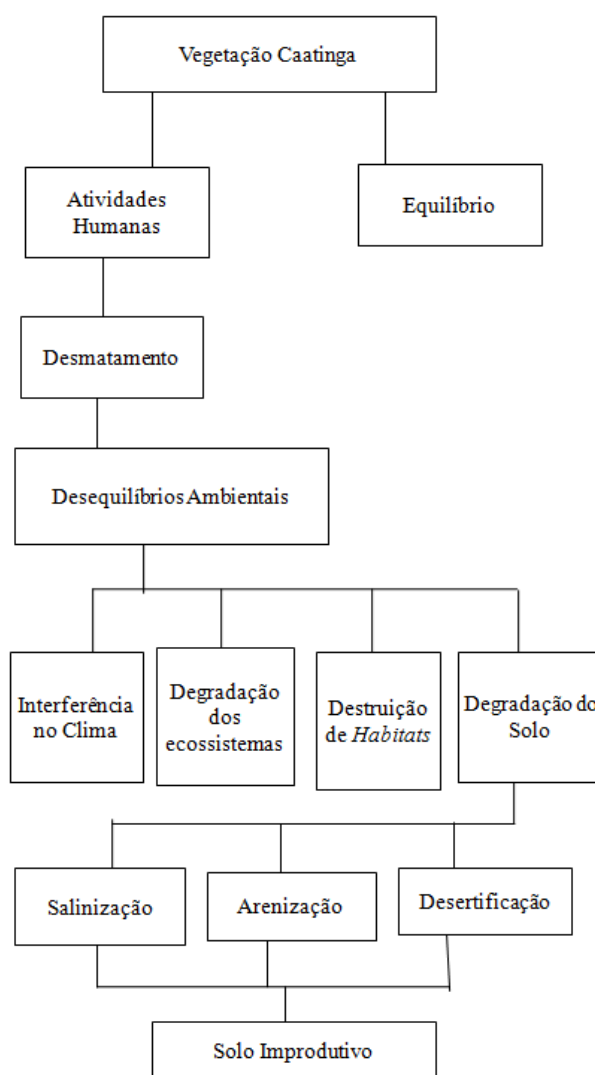 Vegetação Caatinga
Atividades
Humanas
Equilíbrio
Desmatamento
Desequilíbrios Ambientais
Interferência
no Clima
Degradação
dos
ecossistemas
Destruição
de Habitats
Degradação do
Solo
Salinização
Arenização
Desertificação
Solo Improdutivo